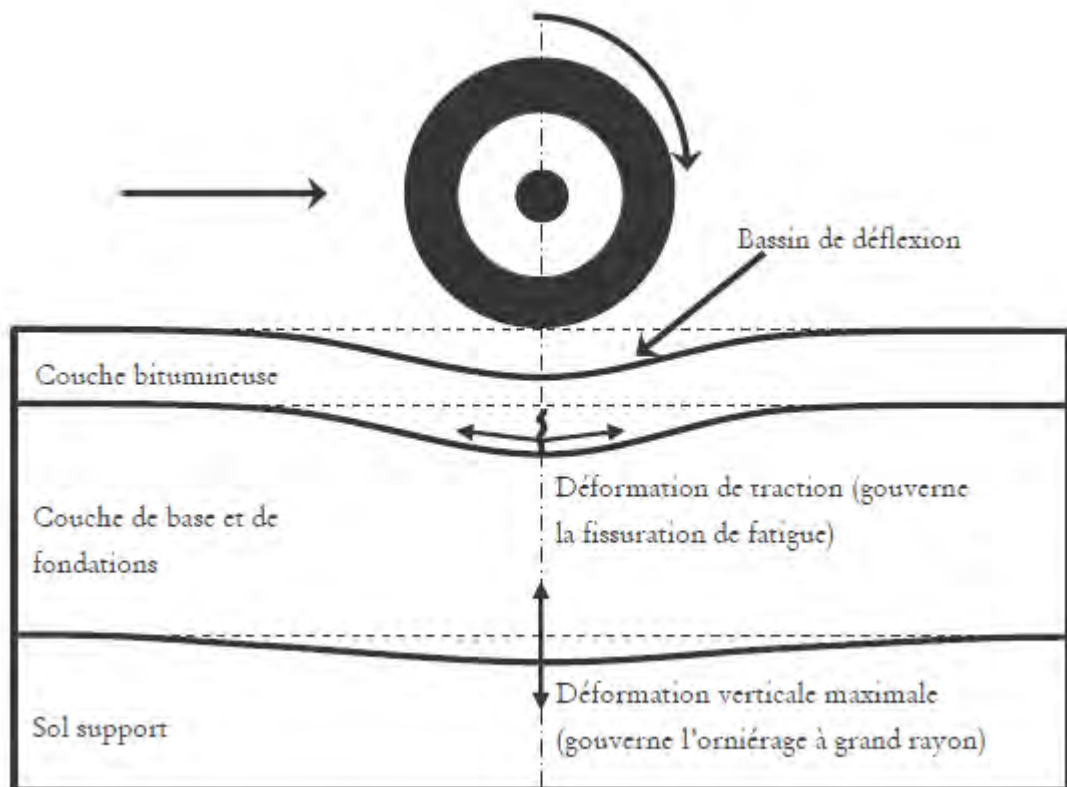 Bassin de déflexion
Couche bitumineuse
Déformation de traction (gouverne
la fissuration de fatigue)
Couche de base et de
fondations
Déformation verticale maximale
(gouverne l'orniérage à grand rayon)
Sol support